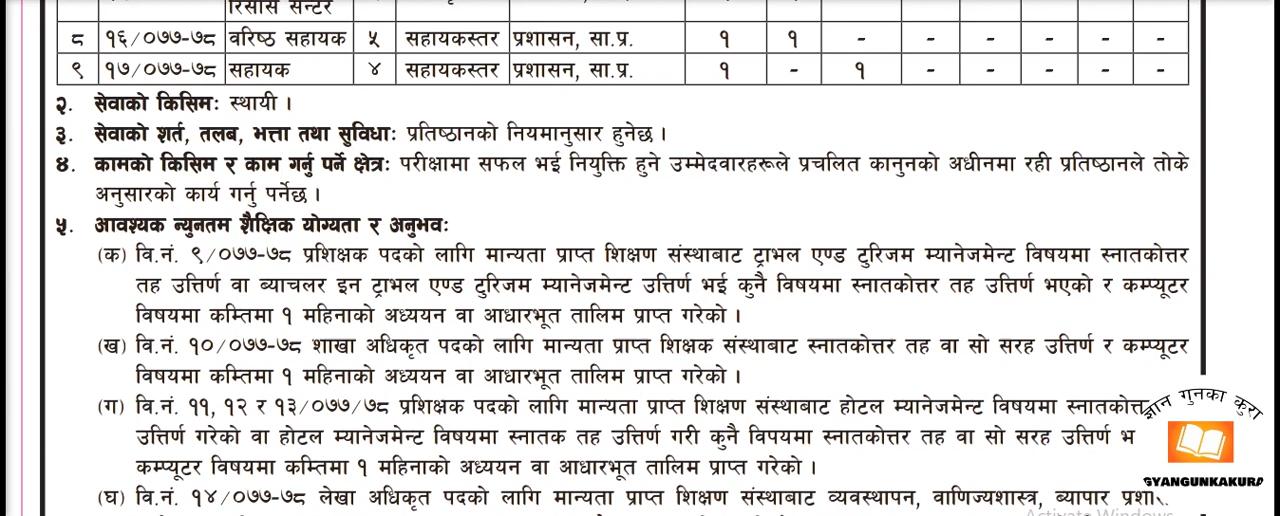 रिसोर्स सेन्टर
८ १६/०७७-७८ वरिष्ठ सहायक ५ सहायकस्तर प्रशासन, सा.प्र. १ १ - - - - - -
९ १७/०७७-७८ सहायक ४ सहायकस्तर प्रशासन, सा.प्र. १ - १ - - - - -
२. सेवाको किसिमः स्थायी ।
३. सेवाको शर्त, तलब, भत्ता तथा सुविधाः प्रतिष्ठानको नियमानुसार हुनेछ ।
४. कामको किसिम र काम गर्नु पर्ने क्षेत्रः परीक्षामा सफल भई नियुक्ति हुने उम्मेदवारहरूले प्रचलित कानुनको अधीनमा रही प्रतिष्ठानले तोके
अनुसारको कार्य गर्नु पर्नेछ ।
५. आवश्यक न्युनतम शैक्षिक योग्यता र अनुभवः
(क) वि.नं. ९/०७७-७८ प्रशिक्षक पदको लागि मान्यता प्राप्त शिक्षण संस्थाबाट ट्राभल एण्ड टुरिजम म्यानेजमेन्ट विषयमा स्नातकोत्तर
तह उत्तिर्ण वा ब्याचलर इन ट्राभल एण्ड टुरिजम म्यानेजमेन्ट उत्तिर्ण भई कुनै विषयमा स्नातकोत्तर तह उत्तिर्ण भएको र कम्प्यूटर
विषयमा कम्तिमा १ महिनाको अध्ययन वा आधारभूत तालिम प्राप्त गरेको ।
(ख) वि.नं. १०/०७७-७८ शाखा अधिकृत पदको लागि मान्यता प्राप्त शिक्षक संस्थाबाट स्नातकोत्तर तह वा सो सरह उत्तिर्ण र कम्प्यूटर
विषयमा कम्तिमा १ महिनाको अध्ययन वा आधारभूत तालिम प्राप्त गरेको ।
(ग) वि.नं. ११, १२ र १३/०७७/७८ प्रशिक्षक पदको लागि मान्यता प्राप्त शिक्षण संस्थाबाट होटल म्यानेजमेन्ट विषयमा स्नातकोत्त
उत्तिर्ण गरेको वा होटल म्यानेजमेन्ट विषयमा स्नातक तह उत्तिर्ण गरी कुनै विपयमा स्नातकोत्तर तह वा सो सरह उत्तिर्ण भ
कम्प्यूटर विषयमा कम्तिमा १ महिनाको अध्ययन वा आधारभूत तालिम प्राप्त गरेको ।
(घ) वि.नं. १४/०७७-७८ लेखा अधिकृत पदको लागि मान्यता प्राप्त शिक्षण संस्थाबाट व्यवस्थापन, वाणिज्यशास्त्र, ब्यापार प्रशा
ज्ञान गुनका कुरा
GYANGUNKAKURA